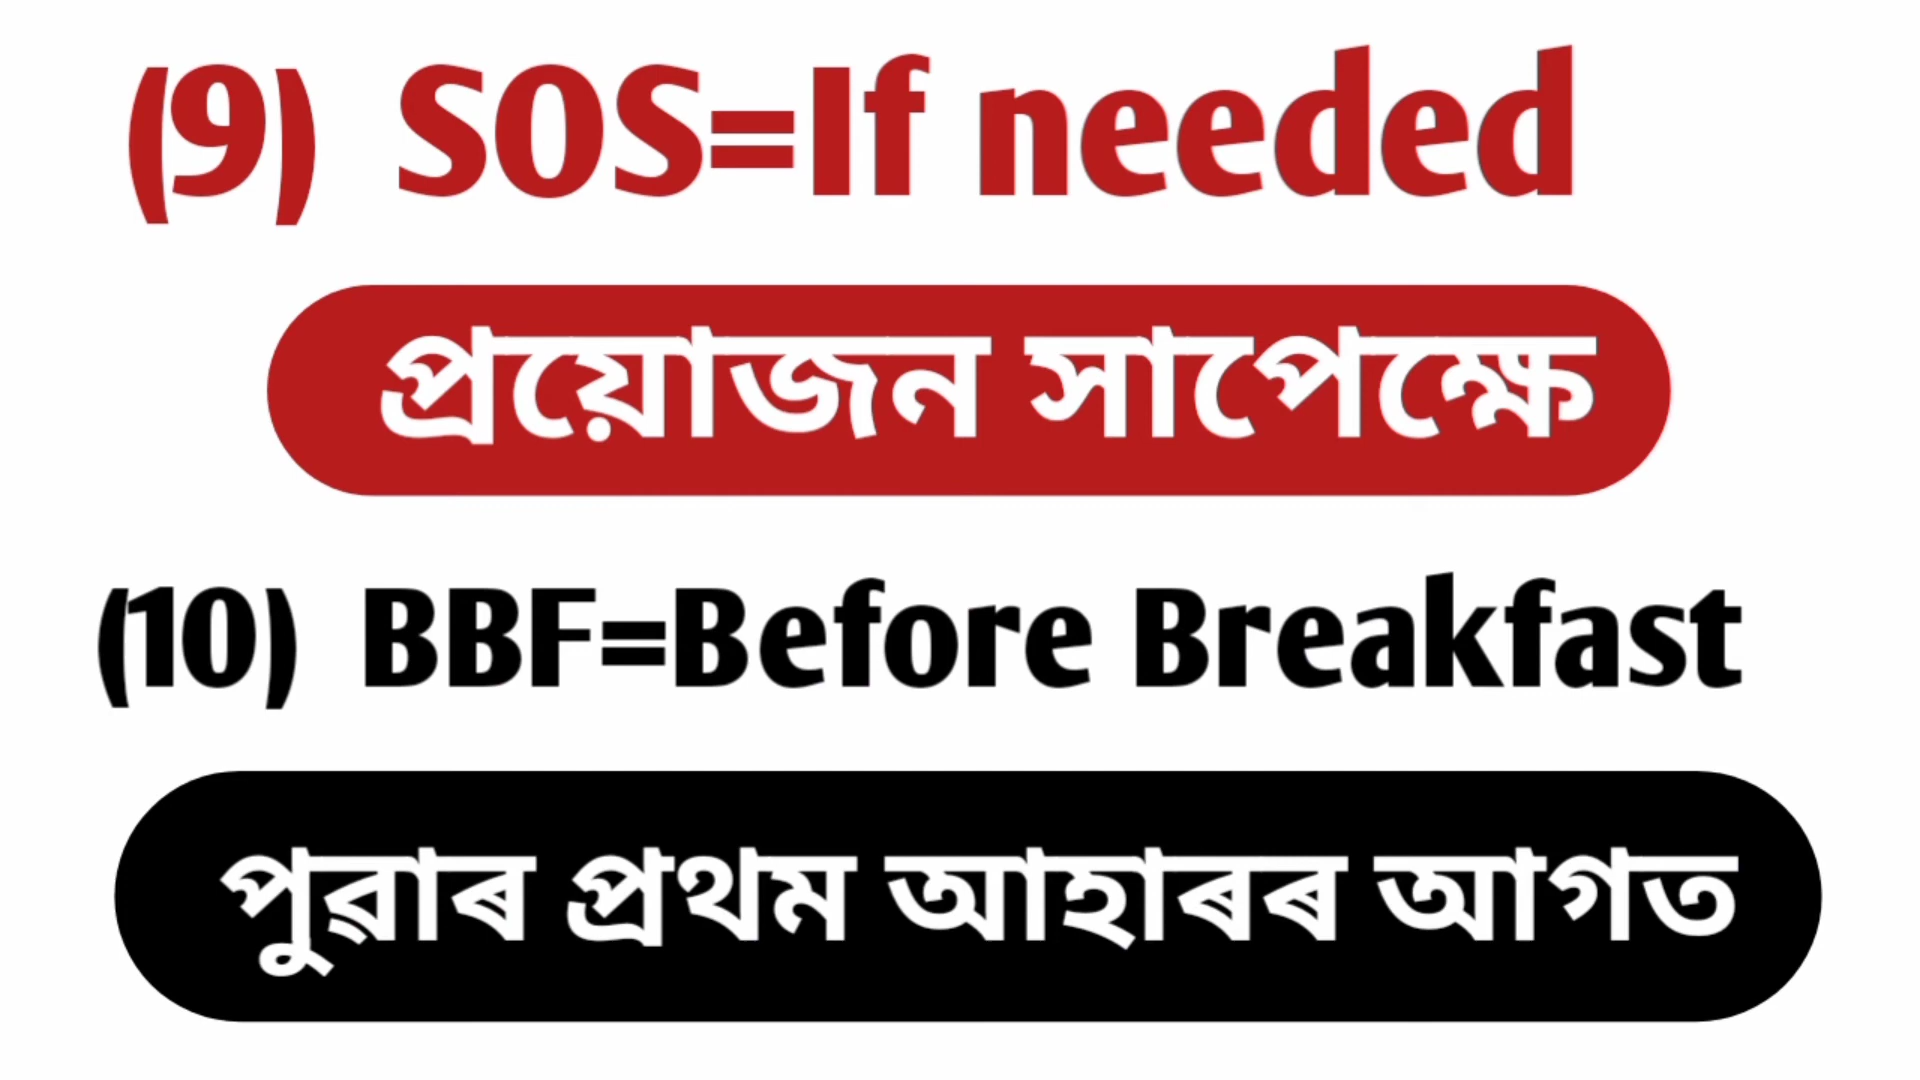 (9) SOS=If needed
প্ৰয়োজন সাপেক্ষে
(10) BBF=Before Breakfast
পুৱাৰ প্ৰথম আহাৰৰ আগত